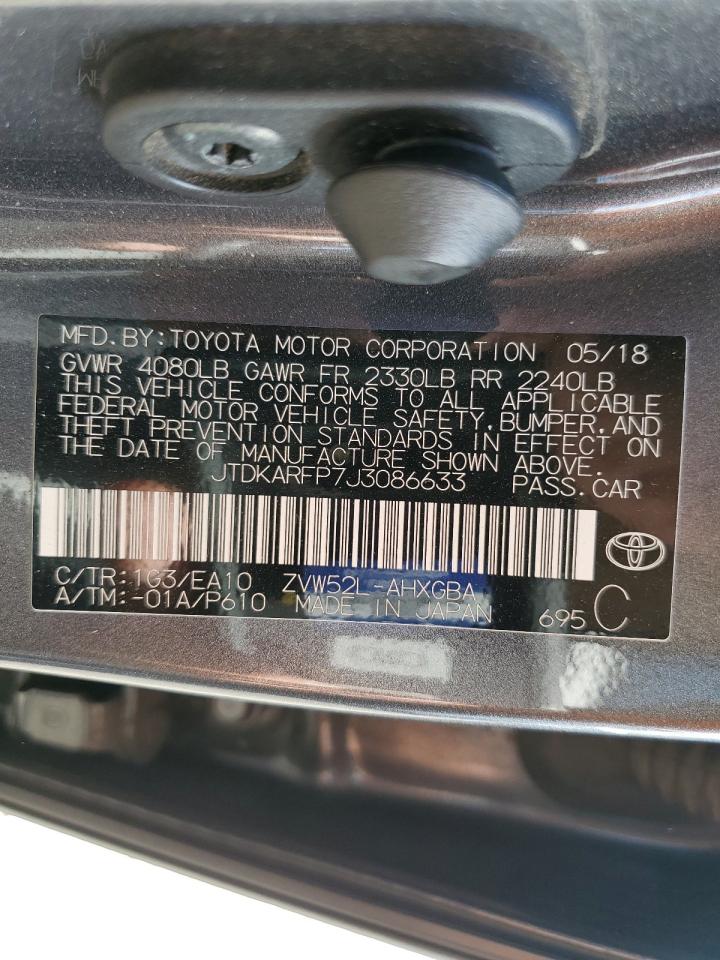 MFD.BY:TOYOTA MOTOR CORPORATION 05/18
GVWR 4080LB GAWR FR 2330LB RR 2240LB
THIS VEHICLE CONFORMS TO ALL APPLICABLE
FEDERAL MOTOR VEHICLE SAFETY,BUMPER,AND
THEFT PREVENTION STANDARDS IN EFFECT ON
THE DATE OF MANUFACTURE SHOWN ABOVE.
JTDKARFP7J3086633 PASS.CAR
C/TR:1G3/EA10 ZVW52L-AHXGBA
A/TM:-01A/P610 MADE IN JAPAN 695 C